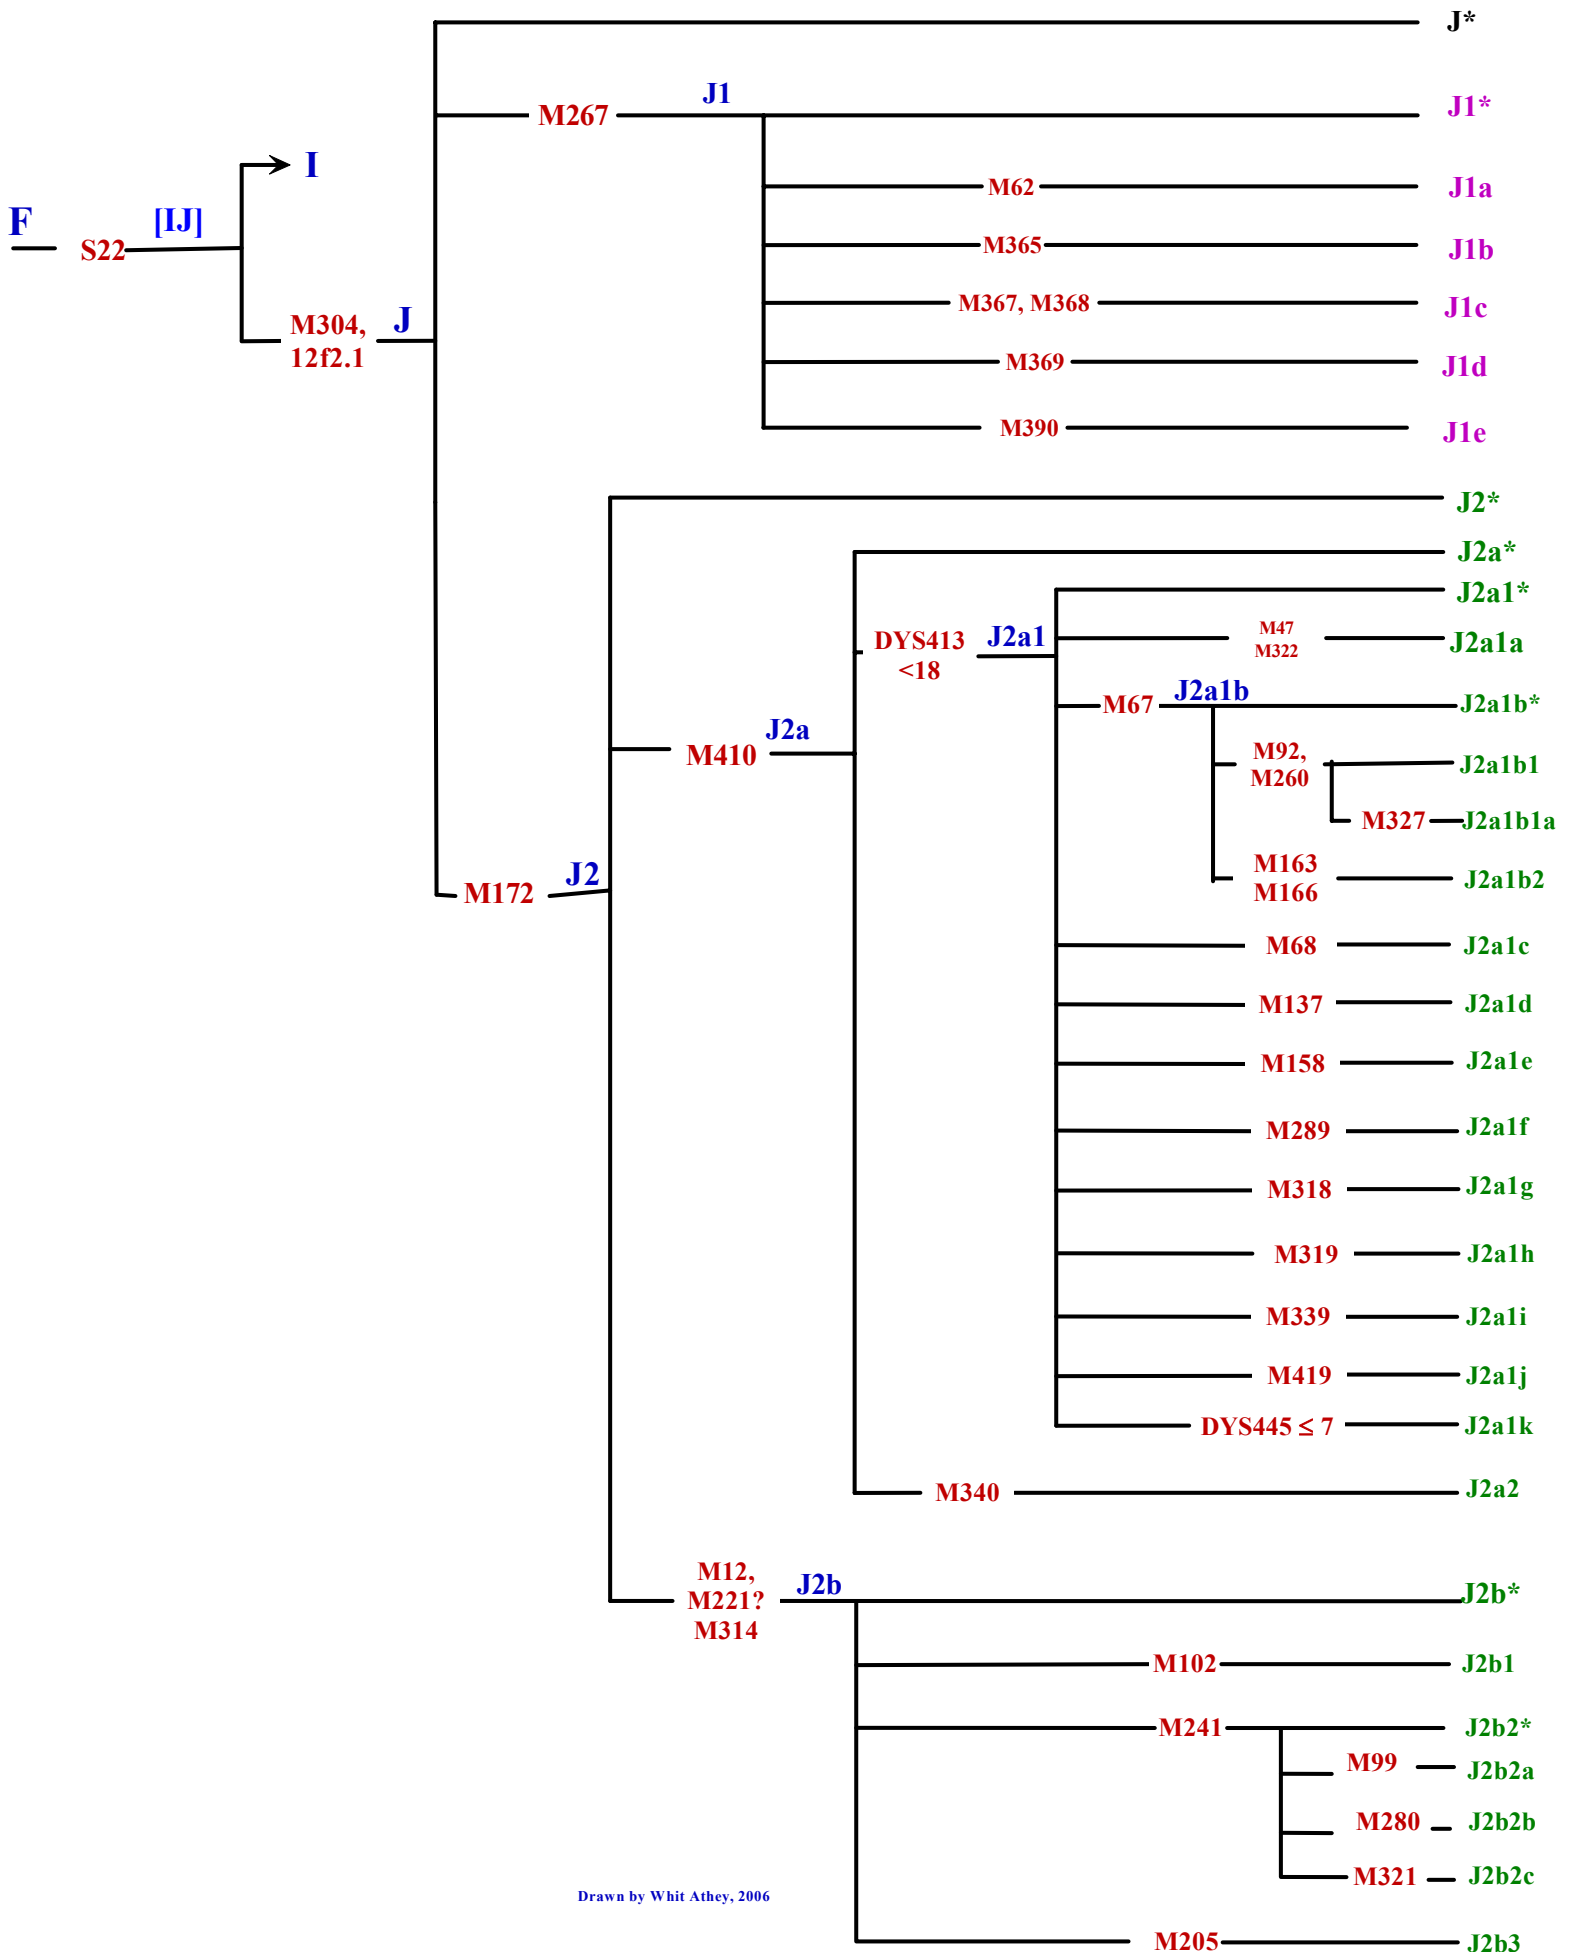 J*
M267 J1 J1*
I
M62 J1a
F S22 [IJ]
M365 J1b
M304, J
12f2.1
M367, M368 J1c
M369 J1d
M390 J1e
J2*
J2a*
J2a1*
DYS413 J2a1
<18
M47
M322
J2a1a
M67 J2a1b J2a1b*
M410 J2a
M92,
M260
J2a1b1
M327 J2a1b1a
M172 J2
M163
M166
J2a1b2
M68 J2a1c
M137 J2a1d
M158 J2a1e
M289 J2a1f
M318 J2a1g
M319 J2a1h
M339 J2a1i
M419 J2a1j
DYS445 ≤ 7 J2a1k
M340 J2a2
M12,
M221?
M314
J2b J2b*
M102 J2b1
M241 J2b2*
M99 J2b2a
M280 J2b2b
M321 J2b2c
Drawn by Whit Athey, 2006
M205 J2b3